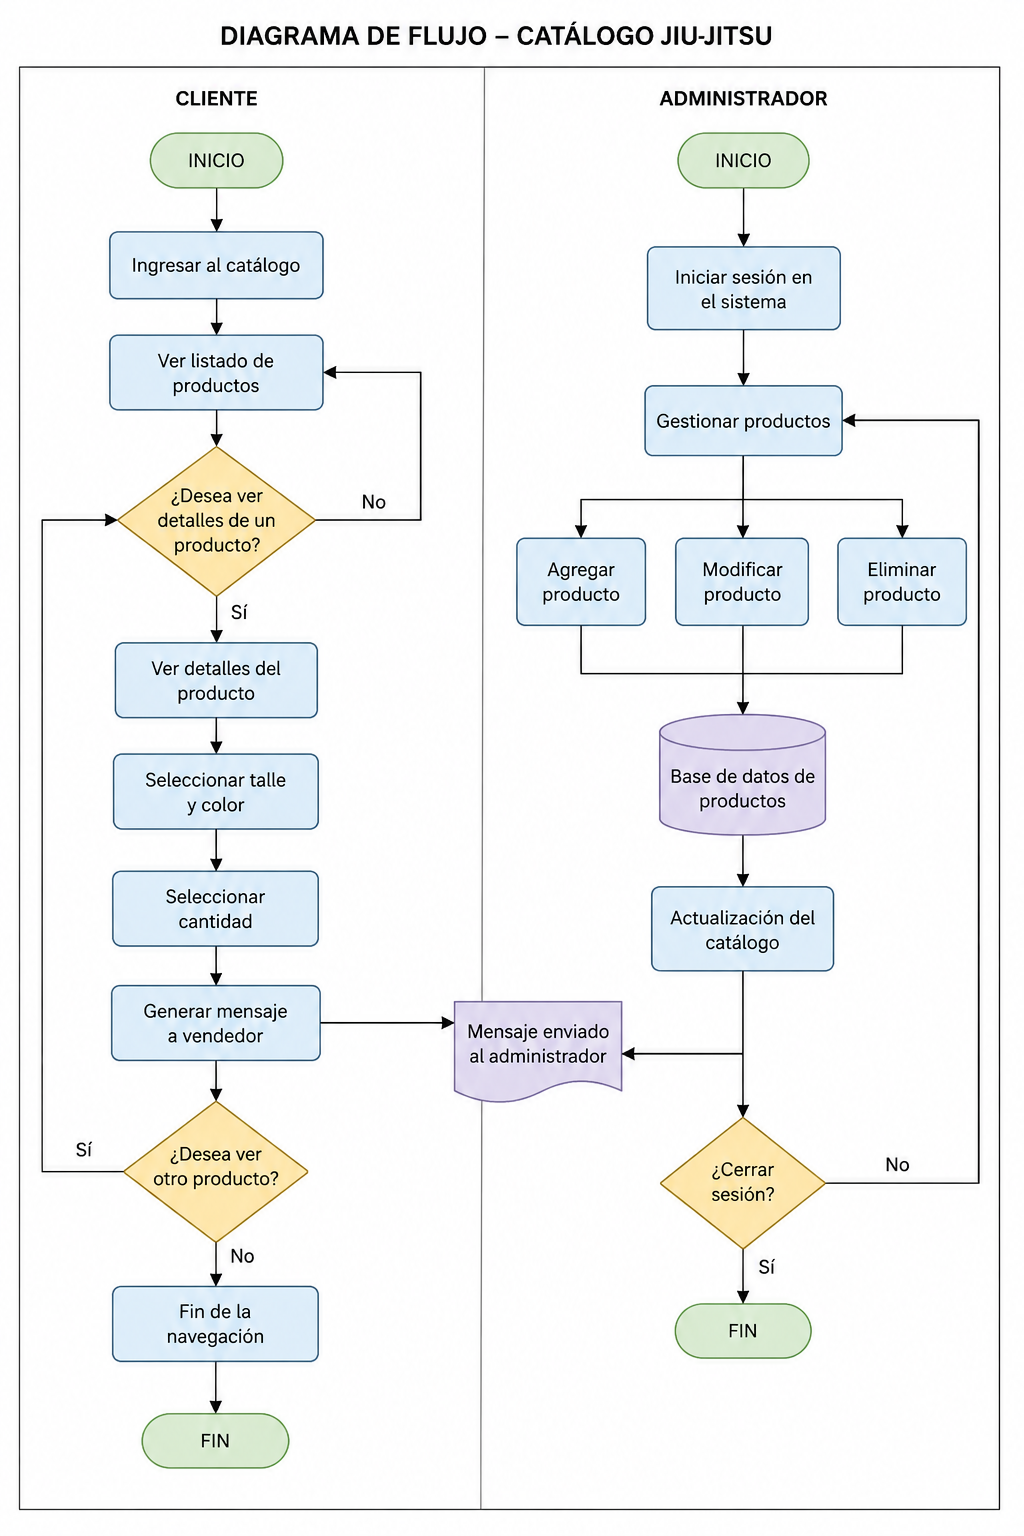 DIAGRAMA DE FLUJO – CATÁLOGO JIU-JITSU
CLIENTE
INICIO
Ingresar al catálogo
Ver listado de
productos
¿Desea ver
detalles de un
producto?
No
Sí
Ver detalles del
producto
Seleccionar talle
y color
Seleccionar
cantidad
Generar mensaje
a vendedor
¿Desea ver
otro producto?
Sí
No
Fin de la
navegación
FIN
Mensaje enviado
al administrador
ADMINISTRADOR
INICIO
Iniciar sesión en
el sistema
Gestionar productos
Agregar
producto
Modificar
producto
Eliminar
producto
Base de datos de
productos
Actualización del
catálogo
¿Cerrar
sesión?
No
Sí
FIN